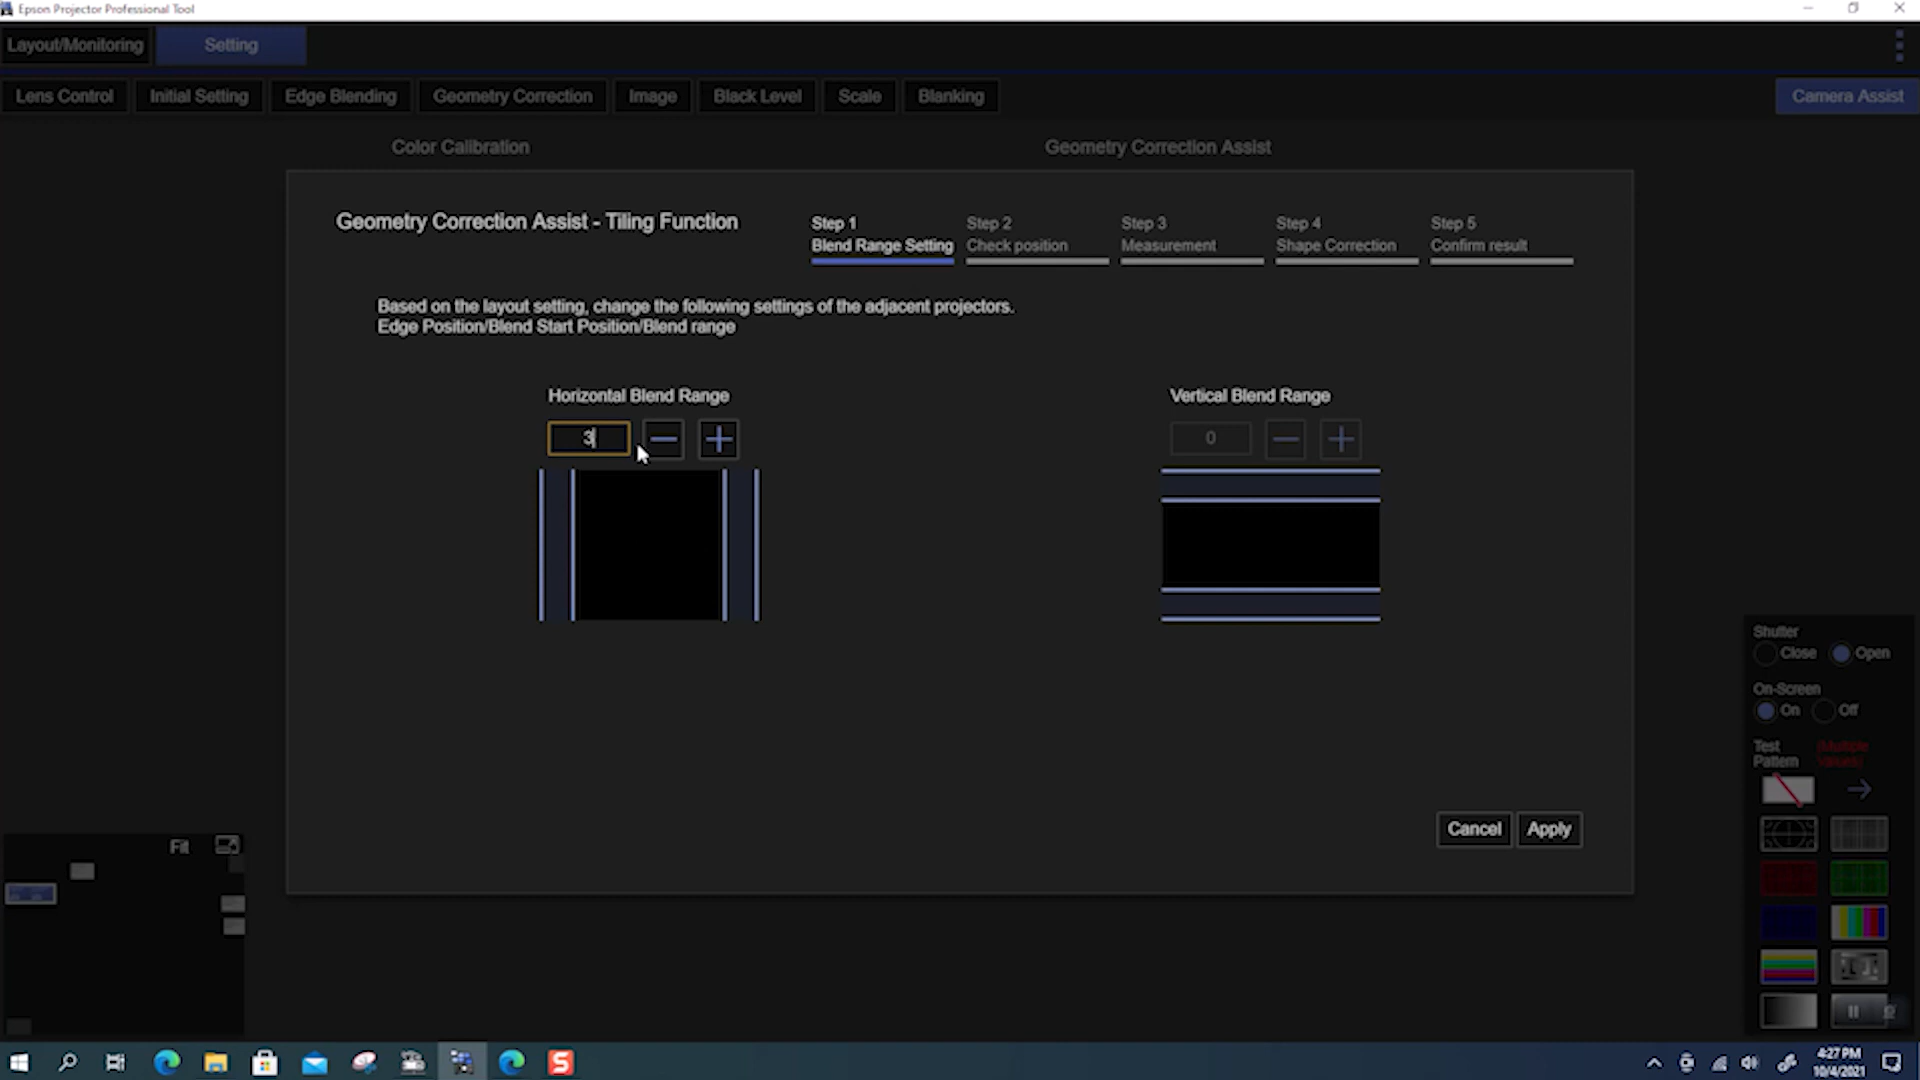 Epson Projector Professional Tool
Layout/Monitoring
Setting
Lens Control
Initial Setting
Edge Blending
Geometry Correction
Image
Black Level
Scale
Blanking
Camera Assist
Color Calibration
Geometry Correction Assist
Geometry Correction Assist - Tiling Function
Step 1
Blend Range Setting
Step 2
Check position
Step 3
Measurement
Step 4
Shape Correction
Step 5
Confirm result
Based on the layout setting, change the following settings of the adjacent projectors.
Edge Position/Blend Start Position/Blend range
Horizontal Blend Range
3
Vertical Blend Range
0
Cancel
Apply
Shutter
Close
Open
On-Screen
On
Off
Test
Pattern
(Multiple
Values)
Fit
4:27 PM
10/4/2021